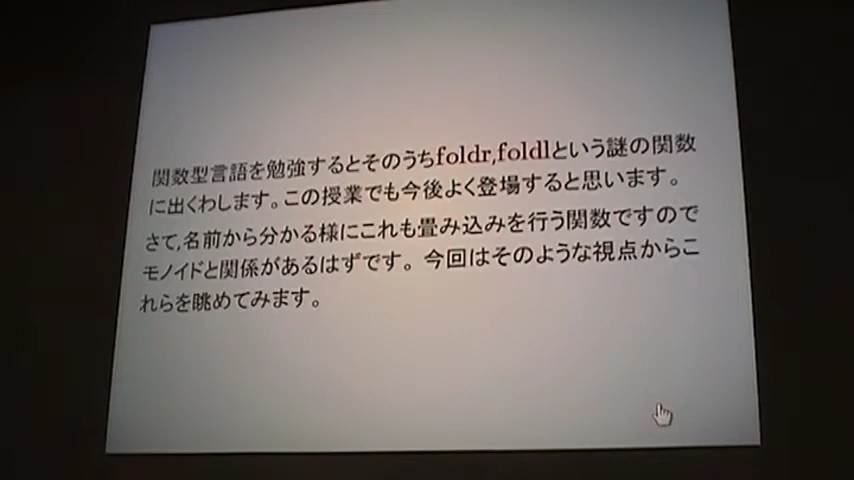 関数型言語を勉強するとそのうちfoldr,foldlという謎の関数
に出くわします。この授業でも今後よく登場すると思います。
さて,名前から分かる様にこれも畳み込みを行う関数ですので
モノイドと関係があるはずです。今回はそのような視点からこ
れらを眺めてみます。